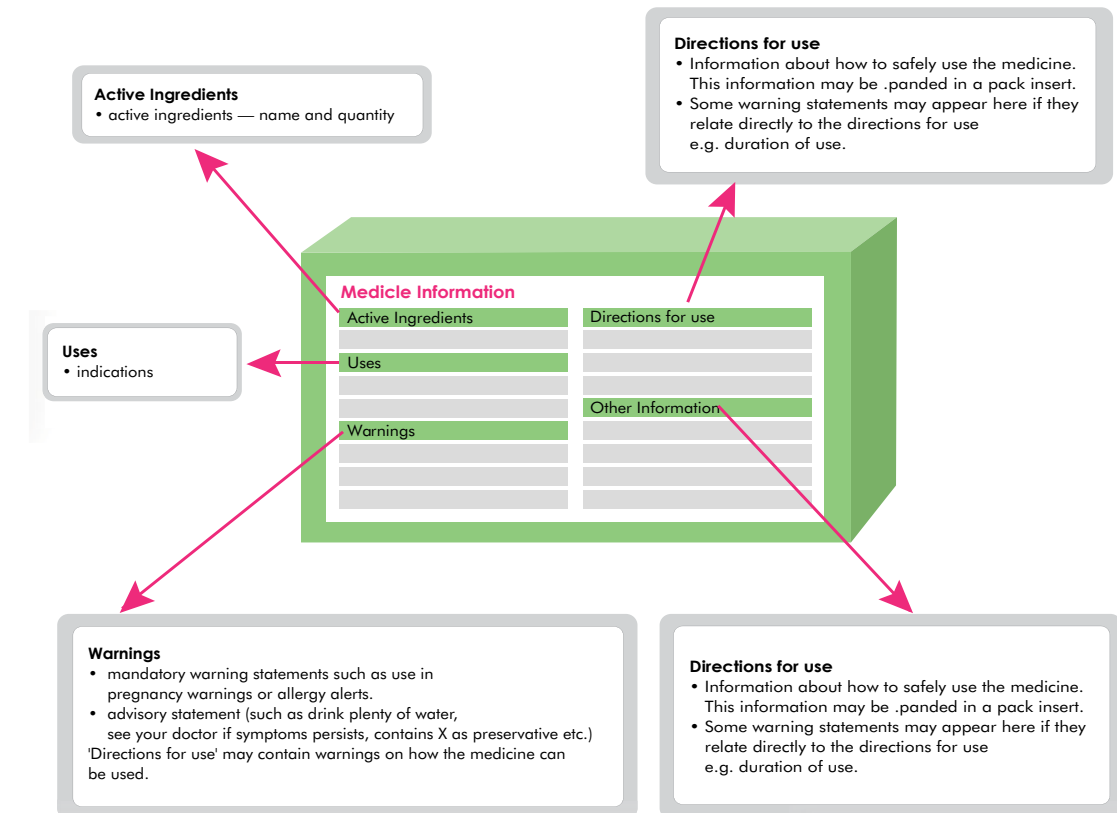 Directions for use
• Information about how to safely use the medicine.
This information may be .panded in a pack insert.
• Some warning statements may appear here if they
relate directly to the directions for use
e.g. duration of use.
Active Ingredients
• active ingredients — name and quantity
Medicle Information
Active Ingredients
Directions for use
Uses
• indications
Uses
Other Information
Warnings
Warnings
• mandatory warning statements such as use in
pregnancy warnings or allergy alerts.
• advisory statement (such as drink plenty of water,
see your doctor if symptoms persists, contains X as preservative etc.)
'Directions for use' may contain warnings on how the medicine can
be used.
Directions for use
• Information about how to safely use the medicine.
This information may be .panded in a pack insert.
• Some warning statements may appear here if they
relate directly to the directions for use
e.g. duration of use.